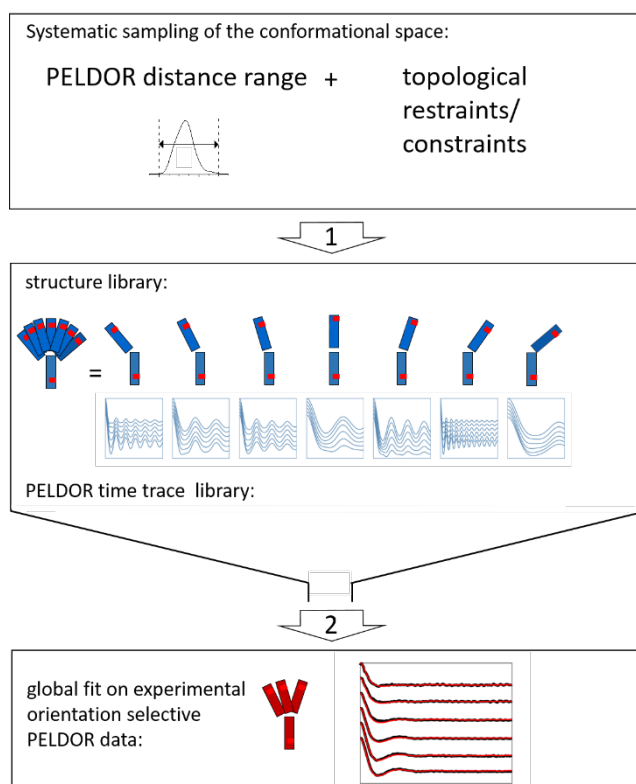 Systematic sampling of the conformational space:
PELDOR distance range + topological
restraints/
constraints
1
structure library:
=
PELDOR time trace library:
2
global fit on experimental
orientation selective
PELDOR data: